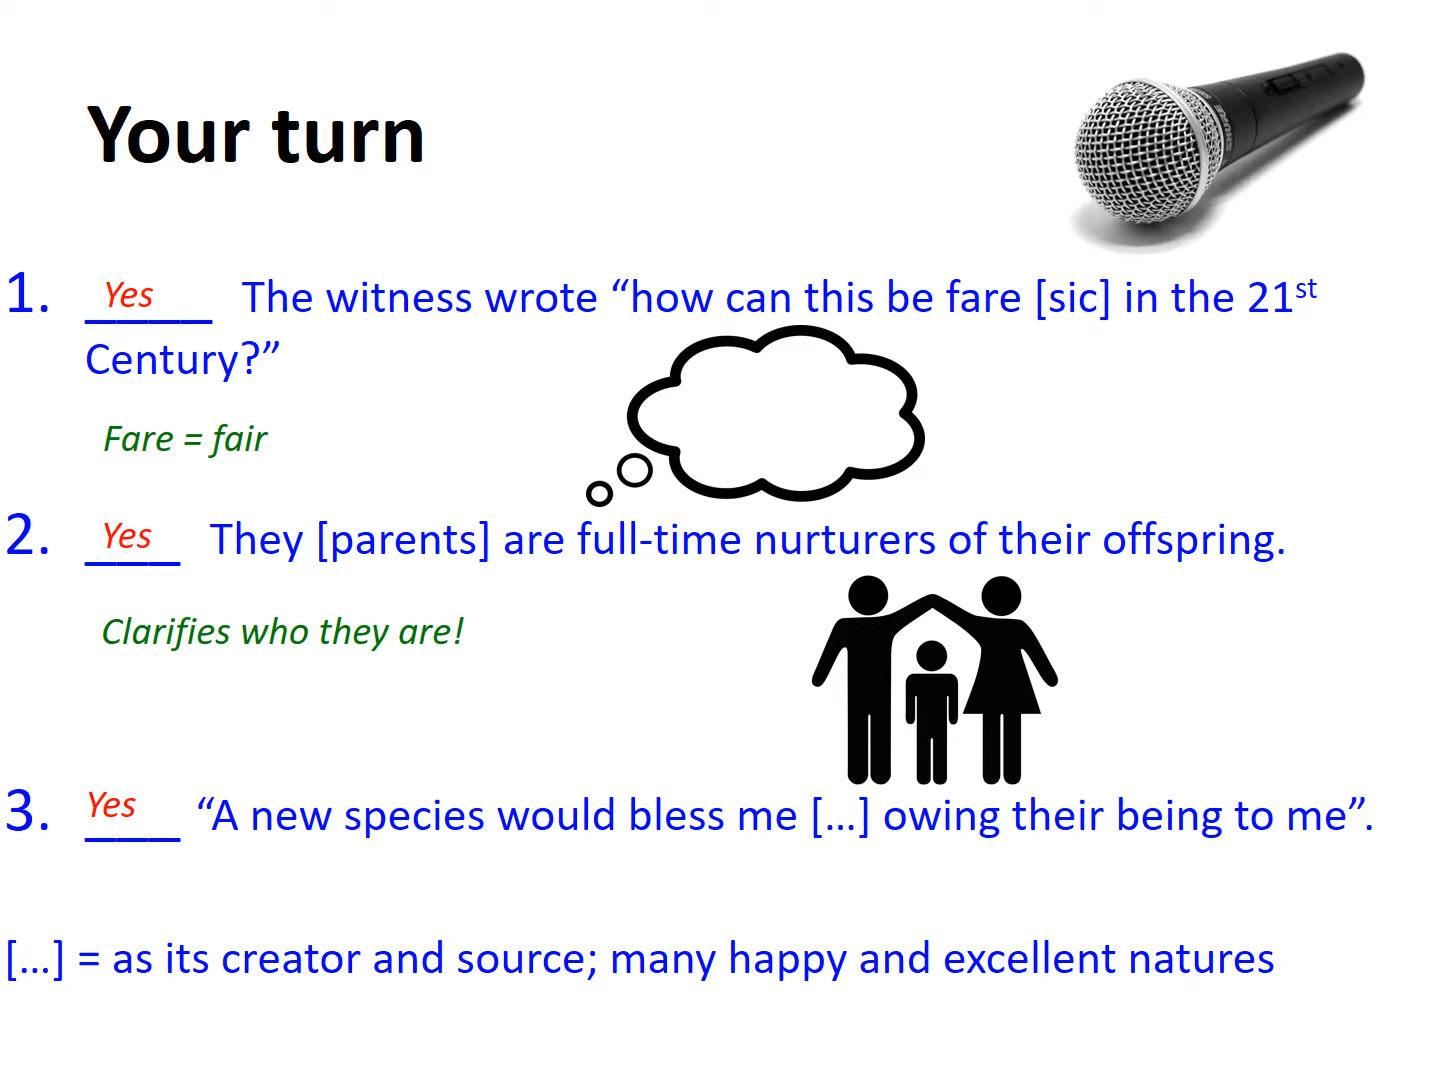 Your turn
1. Yes The witness wrote “how can this be fare [sic] in the 21st
Century?”
Fare = fair
2. Yes They [parents] are full-time nurturers of their offspring.
Clarifies who they are!
3. Yes “A new species would bless me [...] owing their being to me”.
[...] = as its creator and source; many happy and excellent natures
SHURE